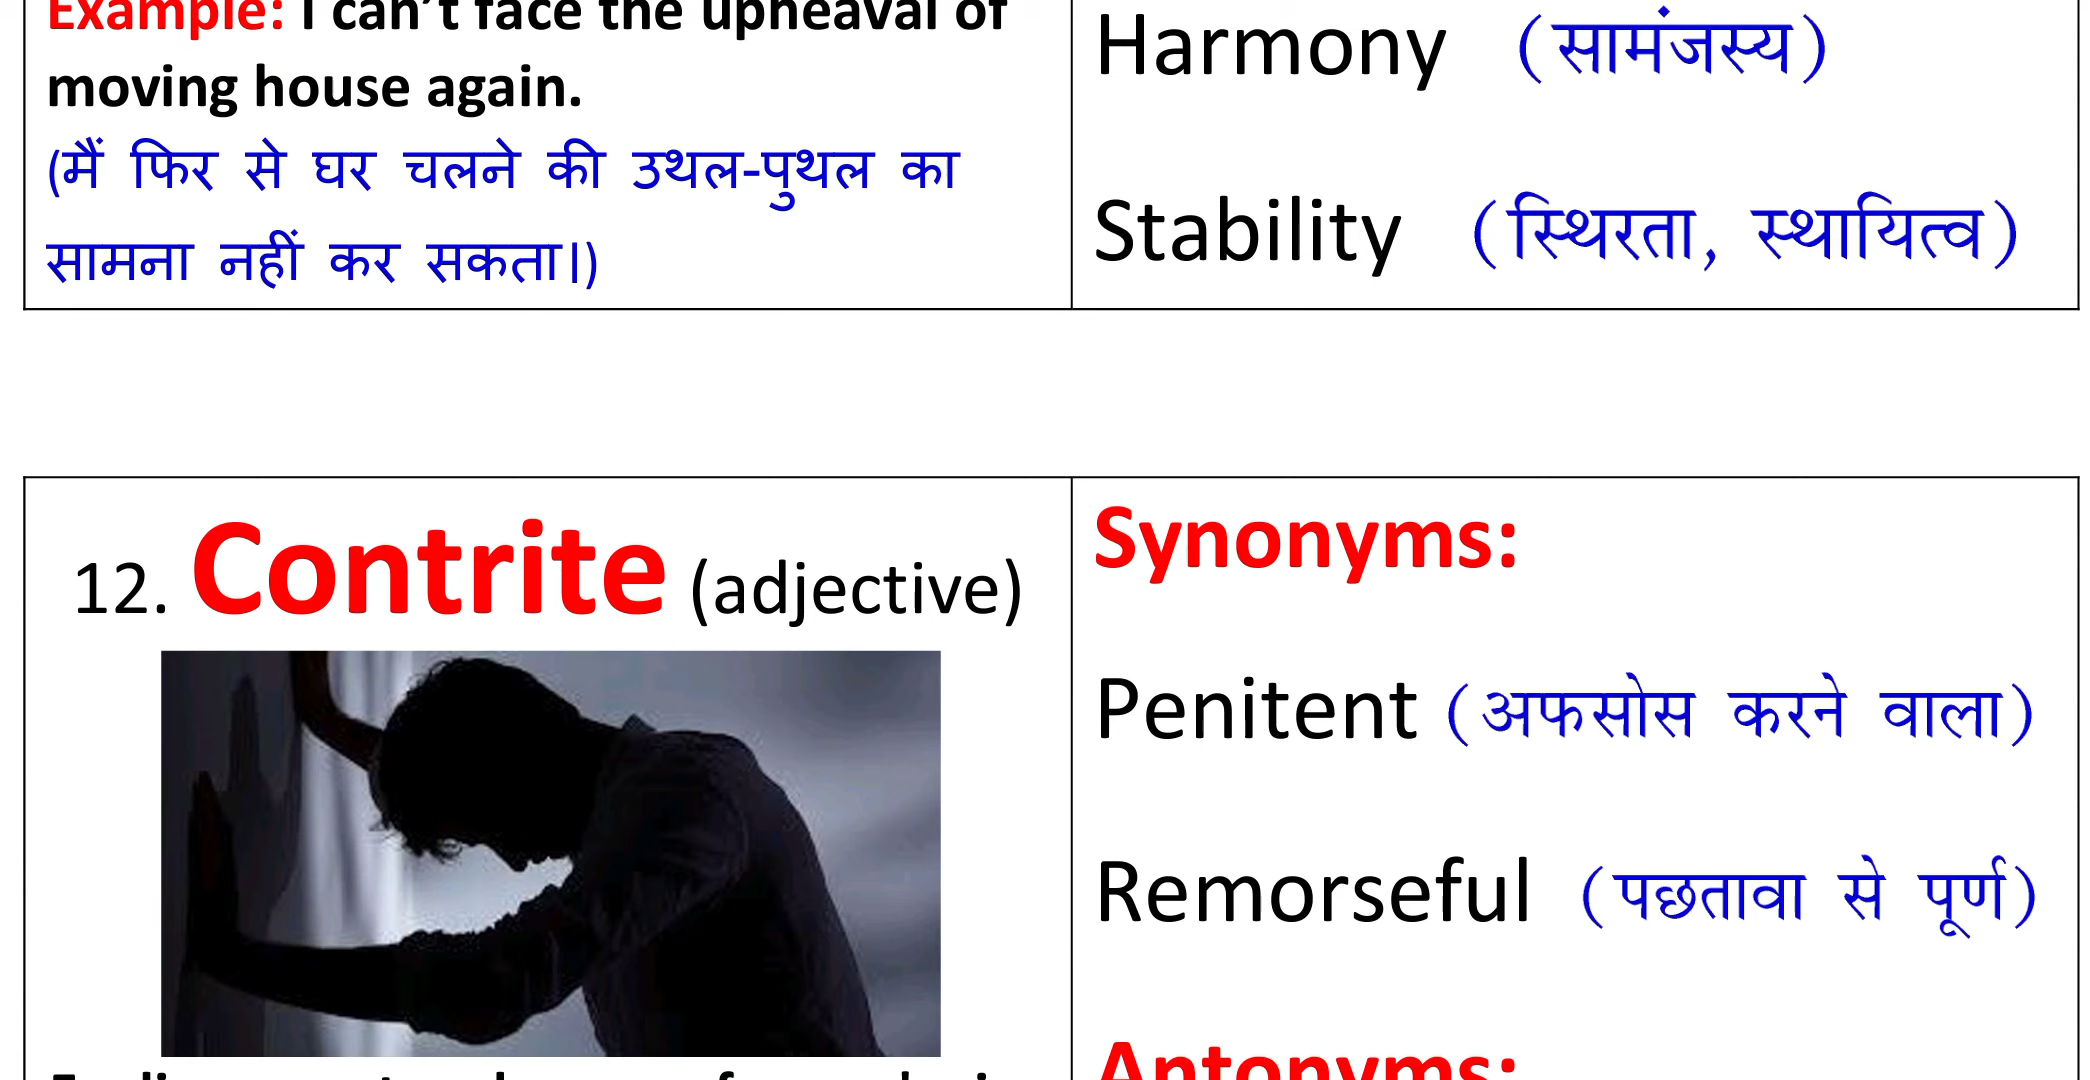 Example: I can't face the upheaval of
moving house again.
(मैं फिर से घर चलने की उथल-पुथल का
सामना नहीं कर सकता।)
Harmony (सामंजस्य)
Stability (स्थिरता, स्थायित्व)
12. Contrite (adjective)
Synonyms:
Penitent (अफसोस करने वाला)
Remorseful (पछतावा से पूर्ण)
Antonyms: